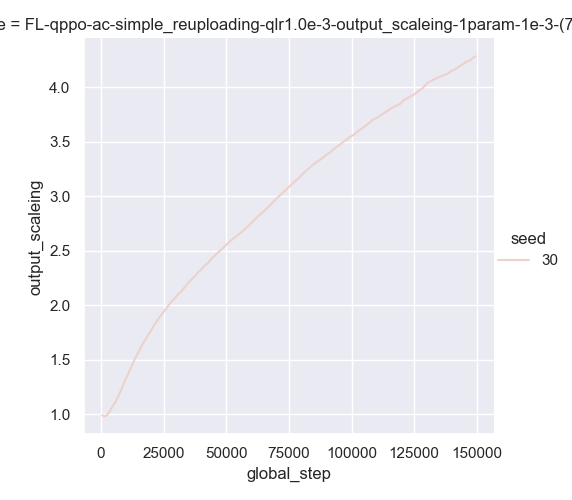 e = FL-qppo-ac-simple_reuploading-qlr1.0e-3-output_scaleing-1param-1e-3-(7
4.0
3.5
3.0
2.5
2.0
1.5
1.0
output_scaleing
0 25000 50000 75000 100000 125000 150000
global_step
seed
30